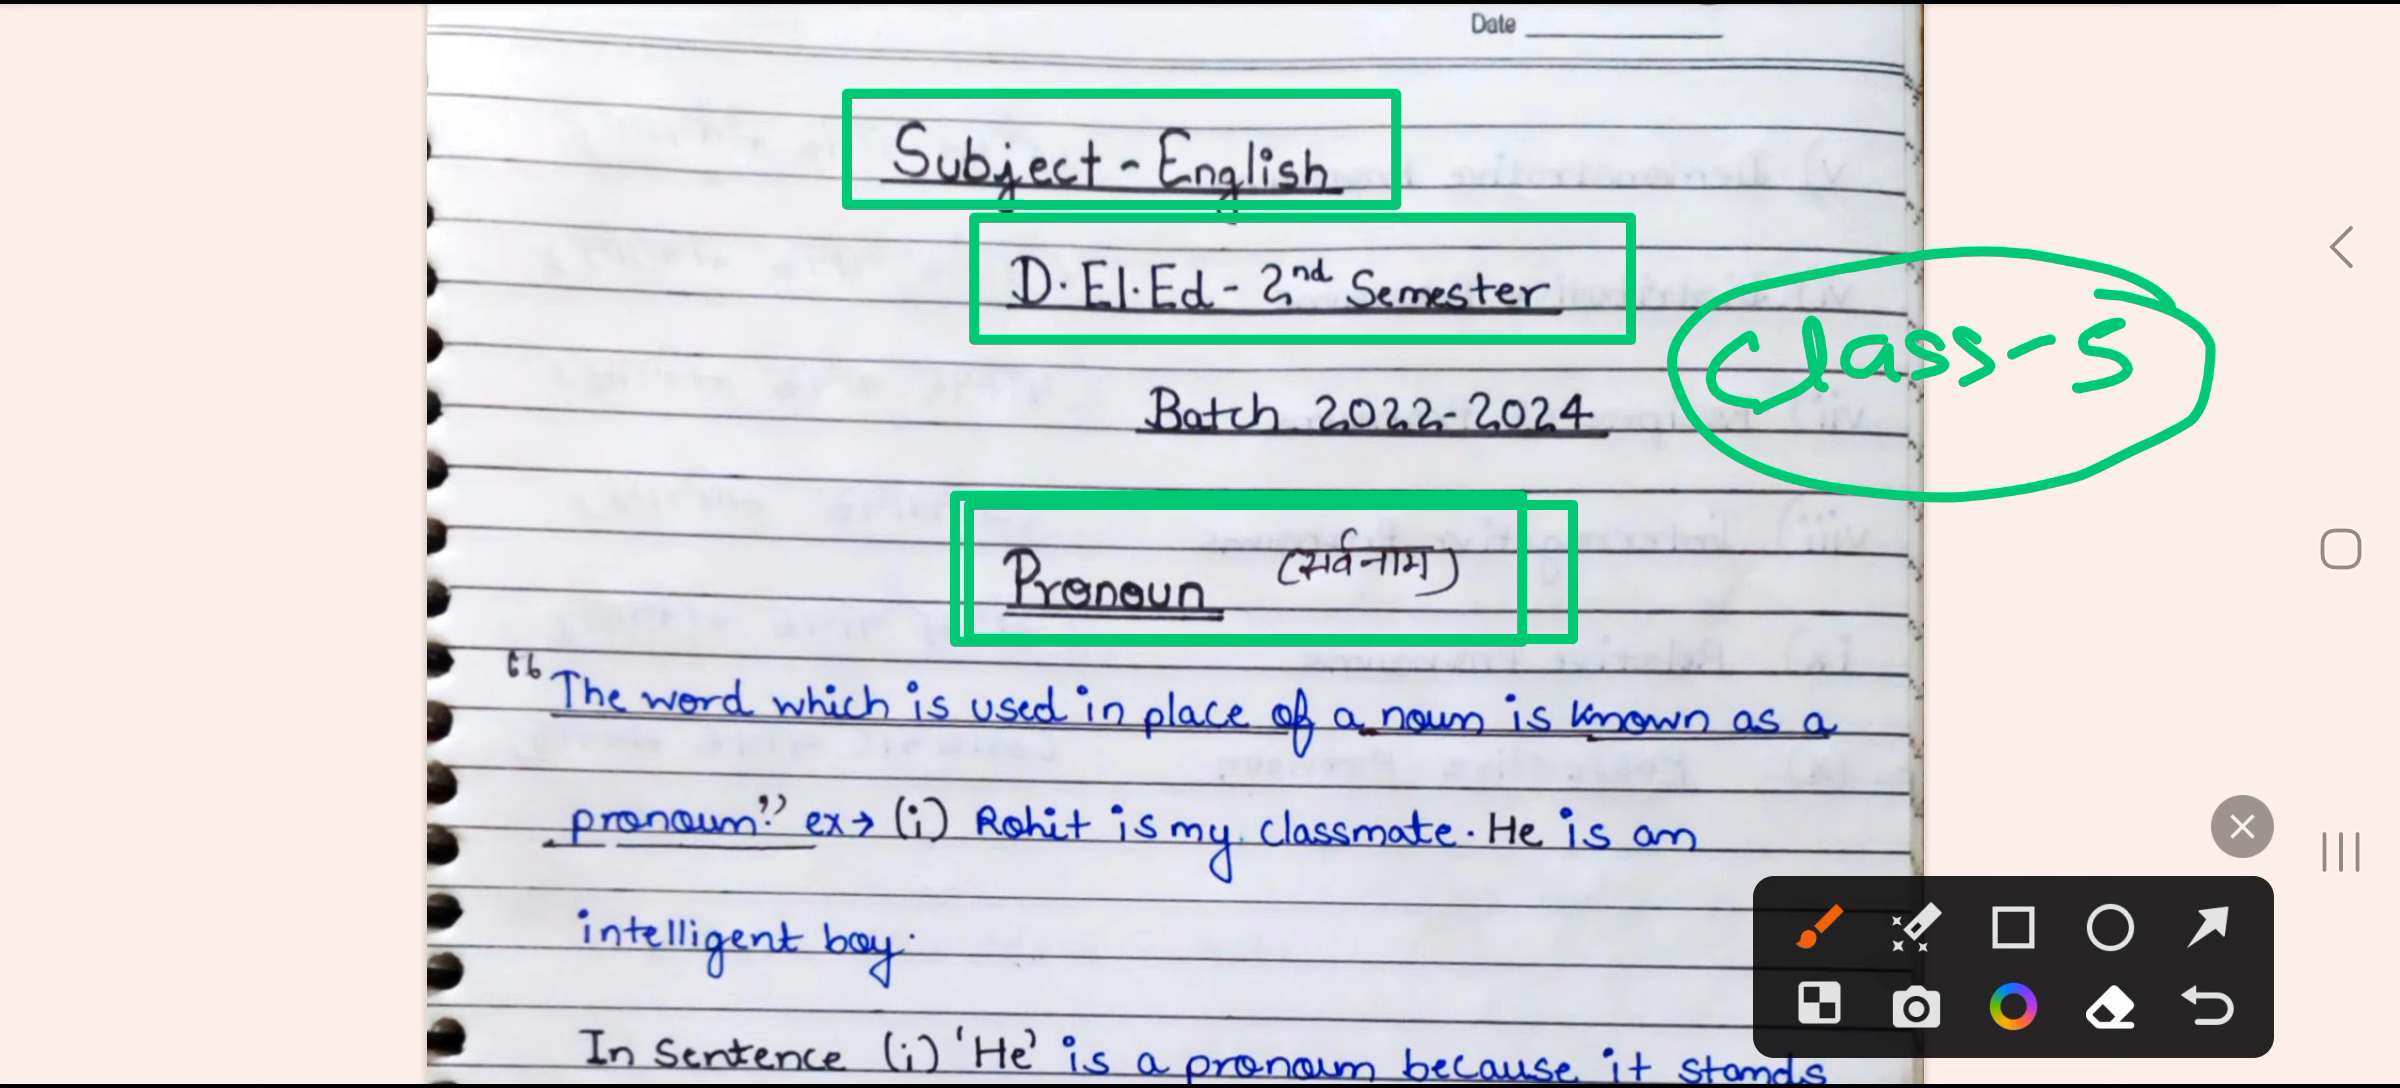 Date
Subject - English
D.El.Ed - 2nd Semester
class-5
Batch 2022-2024
Pronoun (सर्वनाम)
"The word which is used in place of a noun is known as a
pronoun." ex→ (i) Rohit is my classmate. He is an
intelligent boy.
In Sentence (i) 'He' is a pronoun because it stands